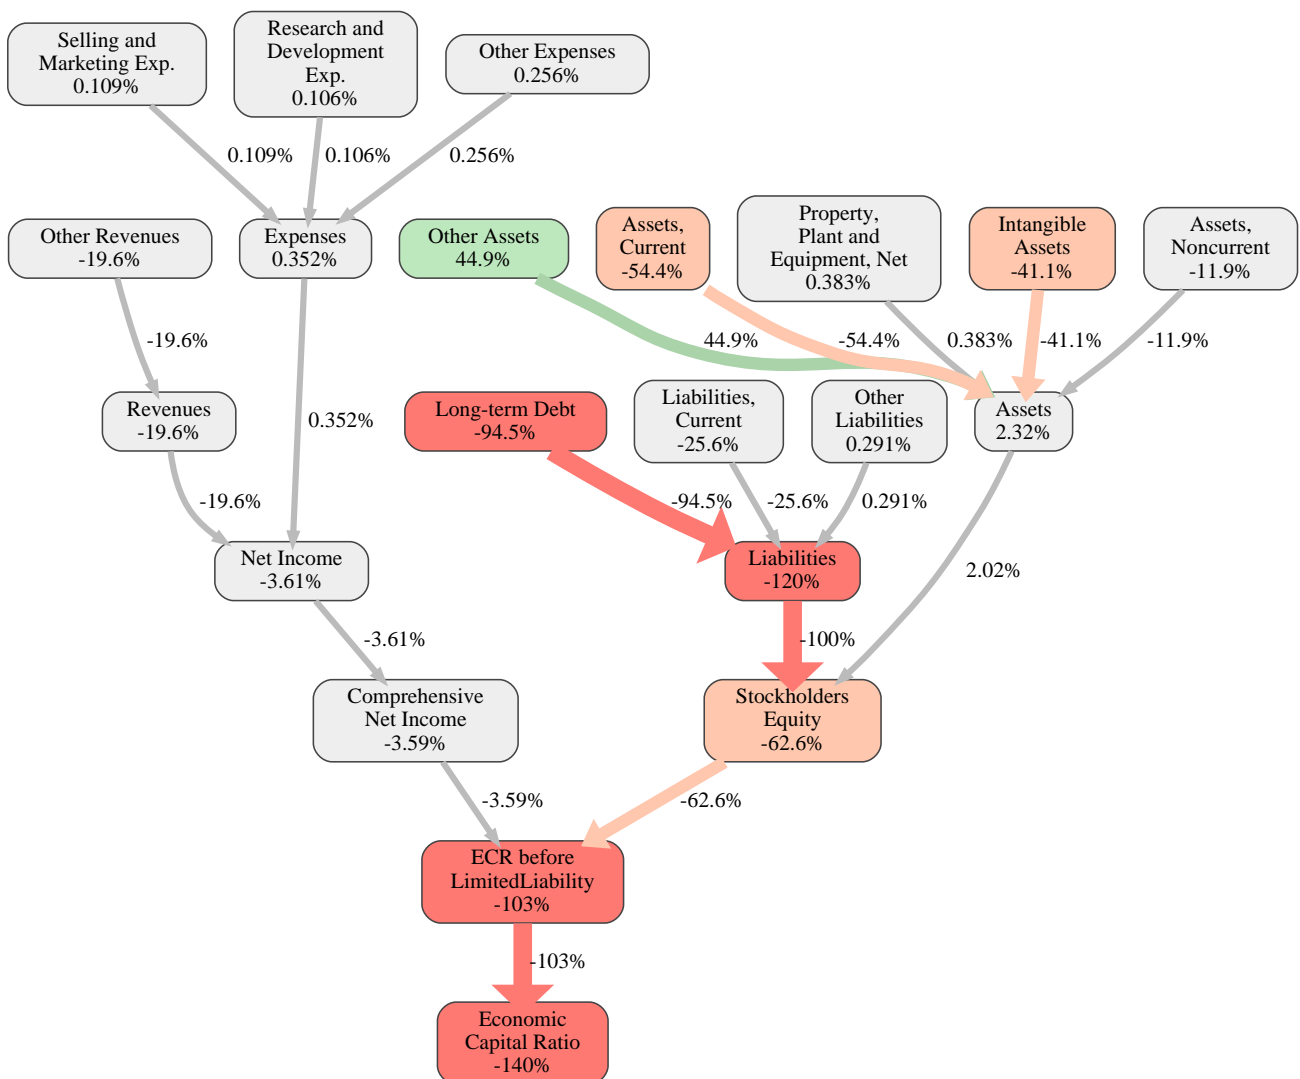 Selling and
Marketing Exp.
0.109%
Research and
Development
Exp.
0.106%
Other Expenses
0.256%
0.109%
0.106%
0.256%
Other Revenues
-19.6%
Expenses
0.352%
Other Assets
44.9%
Assets,
Current
-54.4%
Property,
Plant and
Equipment, Net
0.383%
Intangible
Assets
-41.1%
Assets,
Noncurrent
-11.9%
-19.6%
44.9%
-54.4%
0.383%
-41.1%
-11.9%
Revenues
-19.6%
0.352%
Long-term Debt
-94.5%
Liabilities,
Current
-25.6%
Other
Liabilities
0.291%
Assets
2.32%
-19.6%
-94.5%
-25.6%
0.291%
Net Income
-3.61%
Liabilities
-120%
2.02%
-3.61%
-100%
Comprehensive
Net Income
-3.59%
Stockholders
Equity
-62.6%
-3.59%
-62.6%
ECR before
LimitedLiability
-103%
-103%
Economic
Capital Ratio
-140%